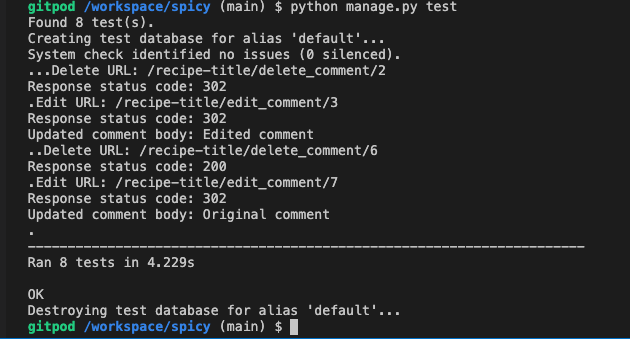 gitpod /workspace/spicy (main) $ python manage.py test
Found 8 test(s).
Creating test database for alias 'default'...
System check identified no issues (0 silenced).
...Delete URL: /recipe-title/delete_comment/2
Response status code: 302
.Edit URL: /recipe-title/edit_comment/3
Response status code: 302
Updated comment body: Edited comment
..Delete URL: /recipe-title/delete_comment/6
Response status code: 200
.Edit URL: /recipe-title/edit_comment/7
Response status code: 302
Updated comment body: Original comment
.
----------------------------------------------------------------------
Ran 8 tests in 4.229s
OK
Destroying test database for alias 'default'...
gitpod /workspace/spicy (main) $